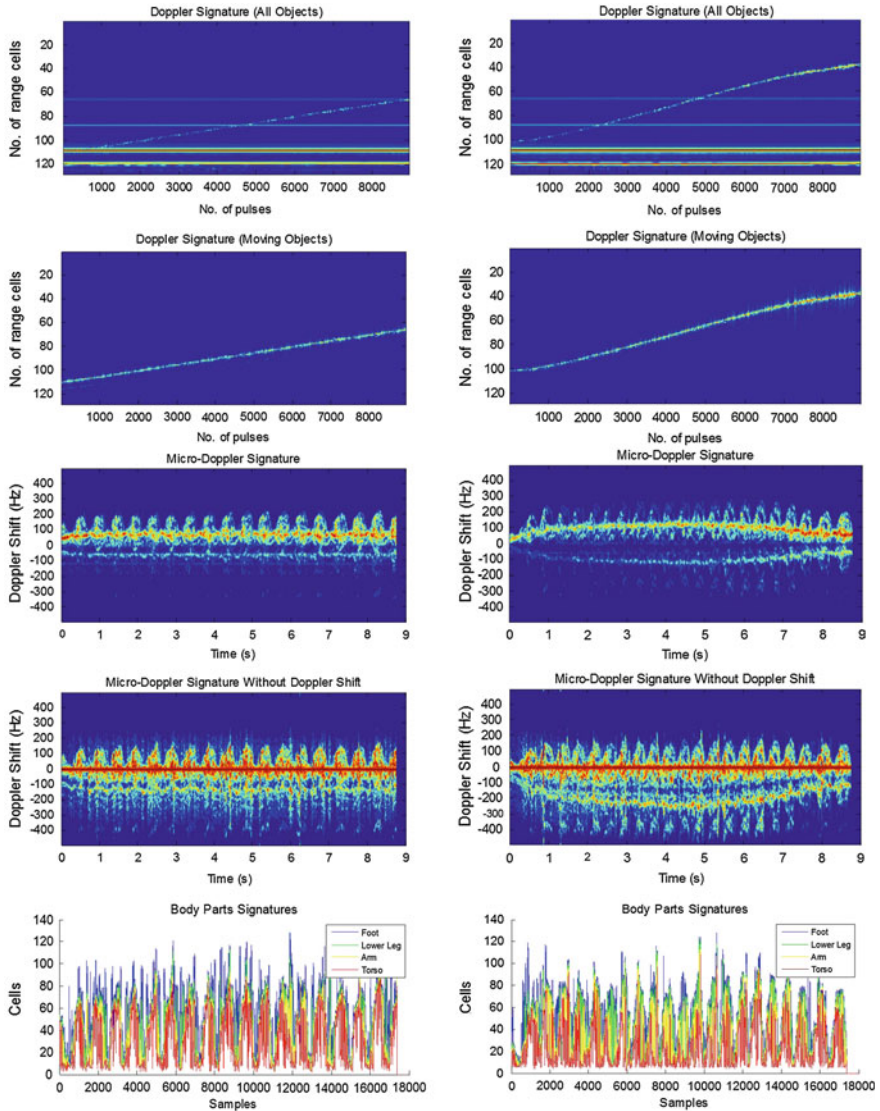 Doppler Signature (All Objects)
No. of range cells
20
40
60
80
100
120
1000 2000 3000 4000 5000 6000 7000 8000
No. of pulses
Doppler Signature (All Objects)
No. of range cells
20
40
60
80
100
120
1000 2000 3000 4000 5000 6000 7000 8000
No. of pulses
Doppler Signature (Moving Objects)
No. of range cells
20
40
60
80
100
120
1000 2000 3000 4000 5000 6000 7000 8000
No. of pulses
Doppler Signature (Moving Objects)
No. of range cells
20
40
60
80
100
120
1000 2000 3000 4000 5000 6000 7000 8000
No. of pulses
Micro-Doppler Signature
Doppler Shift (Hz)
400
300
200
100
0
-100
-200
-300
-400
0 1 2 3 4 5 6 7 8 9
Time (s)
Micro-Doppler Signature
Doppler Shift (Hz)
400
300
200
100
0
-100
-200
-300
-400
0 1 2 3 4 5 6 7 8 9
Time (s)
Micro-Doppler Signature Without Doppler Shift
Doppler Shift (Hz)
400
300
200
100
0
-100
-200
-300
-400
0 1 2 3 4 5 6 7 8 9
Time (s)
Micro-Doppler Signature Without Doppler Shift
Doppler Shift (Hz)
400
300
200
100
0
-100
-200
-300
-400
0 1 2 3 4 5 6 7 8 9
Time (s)
Body Parts Signatures
Cells
140
120
100
80
60
40
20
0
Foot
Lower Leg
Arm
Torso
0 2000 4000 6000 8000 10000 12000 14000 16000 18000
Samples
Body Parts Signatures
Cells
140
120
100
80
60
40
20
0
Foot
Lower Leg
Arm
Torso
0 2000 4000 6000 8000 10000 12000 14000 16000 18000
Samples